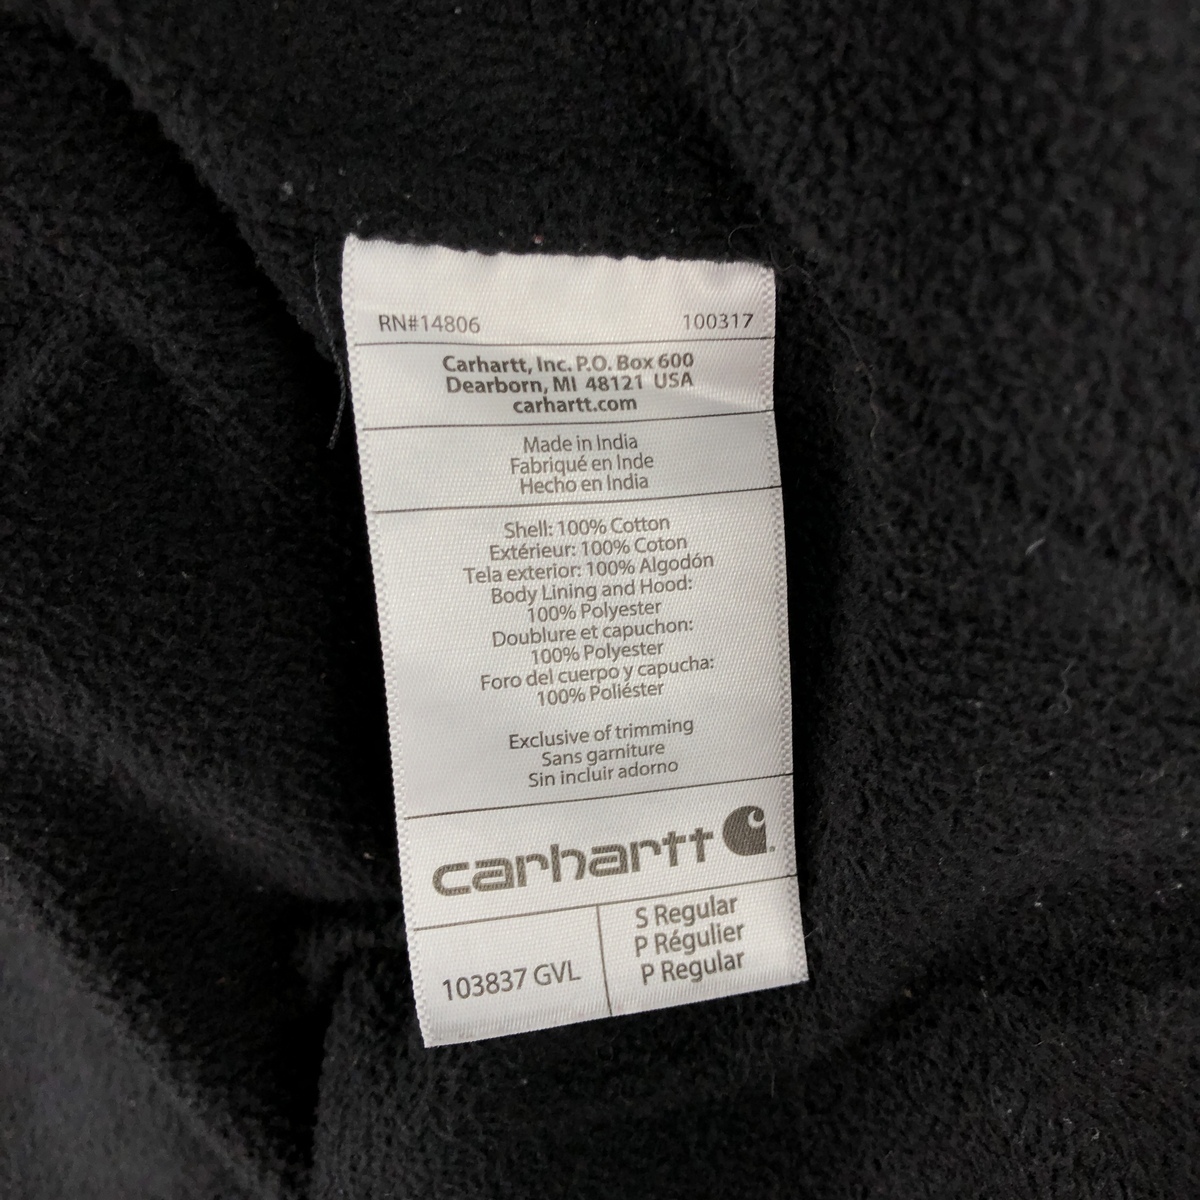 RN#14806 100317
Carhartt, Inc. P.O. Box 600
Dearborn, MI 48121 USA
carhartt.com
Made in India
Fabriqué en Inde
Hecho en India
Shell: 100% Cotton
Extérieur: 100% Coton
Tela exterior: 100% Algodón
Body Lining and Hood:
100% Polyester
Doublure et capuchon:
100% Polyester
Foro del cuerpo y capucha:
100% Poliéster
Exclusive of trimming
Sans garniture
Sin incluir adorno
carhartt
103837 GVL
S Regular
P Régulier
P Regular